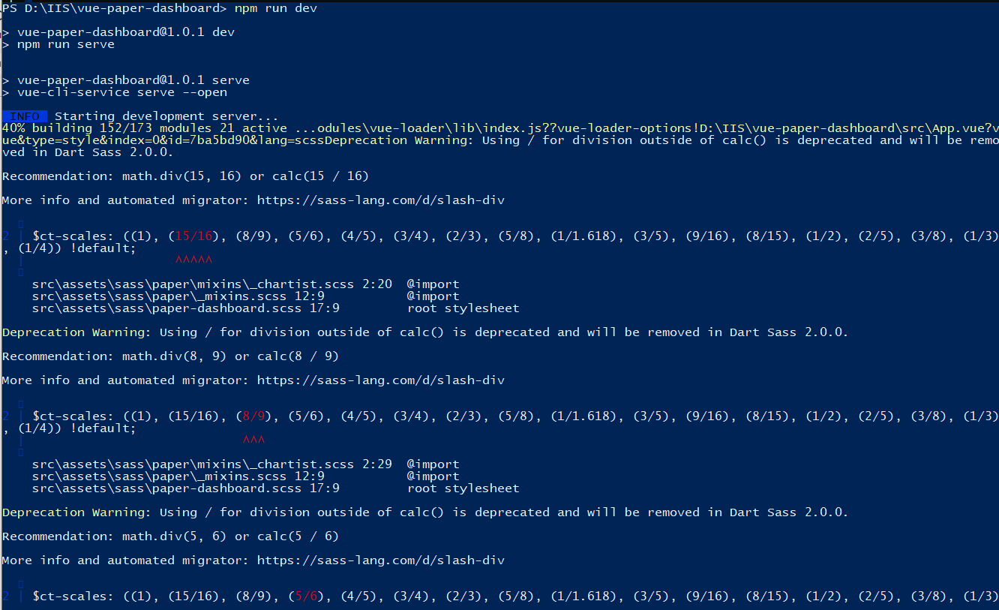 PS D:\IIS\vue-paper-dashboard> npm run dev
> vue-paper-dashboard@1.0.1 dev
> npm run serve
> vue-paper-dashboard@1.0.1 serve
> vue-cli-service serve --open
INFO Starting development server...
40% building 152/173 modules 21 active ...odules\vue-loader\lib\index.js??vue-loader-options!D:\IIS\vue-paper-dashboard\src\App.vue?v
ue&type=style&index=0&id=7ba5bd90&lang=scssDeprecation Warning: Using / for division outside of calc() is deprecated and will be remo
ved in Dart Sass 2.0.0.
Recommendation: math.div(15, 16) or calc(15 / 16)
More info and automated migrator: https://sass-lang.com/d/slash-div
2 | $ct-scales: ((1), (15/16), (8/9), (5/6), (4/5), (3/4), (2/3), (5/8), (1/1.618), (3/5), (9/16), (8/15), (1/2), (2/5), (3/8), (1/3)
, (1/4)) !default;
| ^^^^^
src\assets\sass\paper\mixins\_chartist.scss 2:20 @import
src\assets\sass\paper\_mixins.scss 12:9 @import
src\assets\sass\paper-dashboard.scss 17:9 root stylesheet
Deprecation Warning: Using / for division outside of calc() is deprecated and will be removed in Dart Sass 2.0.0.
Recommendation: math.div(8, 9) or calc(8 / 9)
More info and automated migrator: https://sass-lang.com/d/slash-div
2 | $ct-scales: ((1), (15/16), (8/9), (5/6), (4/5), (3/4), (2/3), (5/8), (1/1.618), (3/5), (9/16), (8/15), (1/2), (2/5), (3/8), (1/3)
, (1/4)) !default;
| ^^^
src\assets\sass\paper\mixins\_chartist.scss 2:29 @import
src\assets\sass\paper\_mixins.scss 12:9 @import
src\assets\sass\paper-dashboard.scss 17:9 root stylesheet
Deprecation Warning: Using / for division outside of calc() is deprecated and will be removed in Dart Sass 2.0.0.
Recommendation: math.div(5, 6) or calc(5 / 6)
More info and automated migrator: https://sass-lang.com/d/slash-div
2 | $ct-scales: ((1), (15/16), (8/9), (5/6), (4/5), (3/4), (2/3), (5/8), (1/1.618), (3/5), (9/16), (8/15), (1/2), (2/5), (3/8), (1/3)